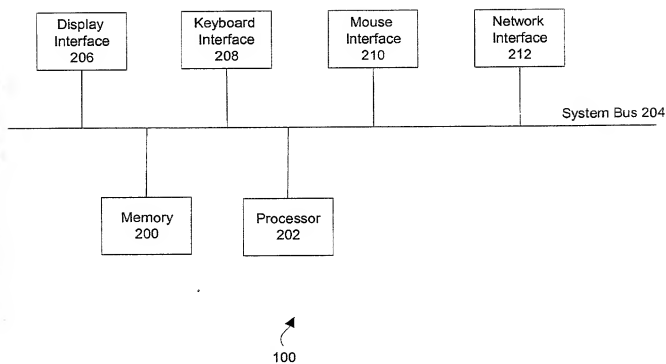 Display
Interface
206
Keyboard
Interface
208
Mouse
Interface
210
Network
Interface
212
System Bus 204
Memory
200
Processor
202
100